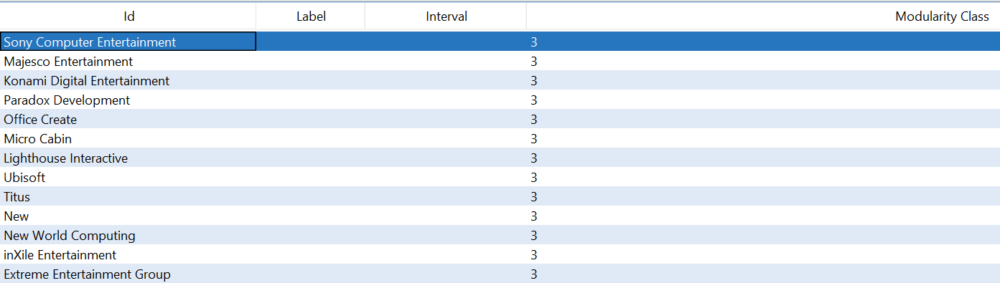 Id Label Interval Modularity Class
Sony Computer Entertainment 3
Majesco Entertainment 3
Konami Digital Entertainment 3
Paradox Development 3
Office Create 3
Micro Cabin 3
Lighthouse Interactive 3
Ubisoft 3
Titus 3
New 3
New World Computing 3
inXile Entertainment 3
Extreme Entertainment Group 3